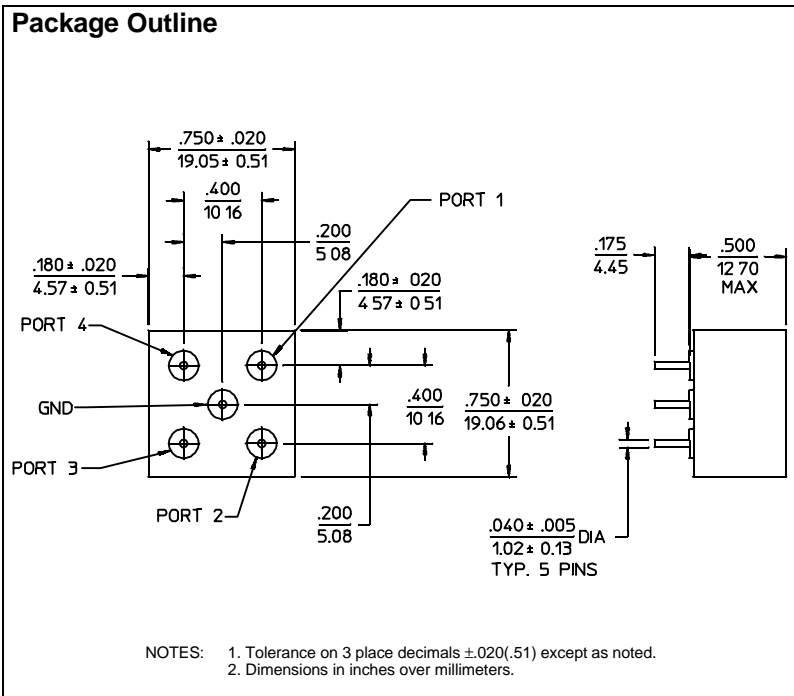 Package Outline
.750 ± .020
19.05 ± 0.51
.400
10 16
PORT 1
.200
5 08
.175
4.45
.500
12 70
MAX
.180 ± .020
4.57 ± 0.51
.180 ± 020
4 57 ± 0 51
PORT 4
GND
.400
10 16
.750 ± 020
19.06 ± 0.51
PORT 3
PORT 2
.200
5.08
.040 ± .005 DIA
1.02 ± 0.13
TYP. 5 PINS
NOTES: 1. Tolerance on 3 place decimals ±.020(.51) except as noted.
2. Dimensions in inches over millimeters.